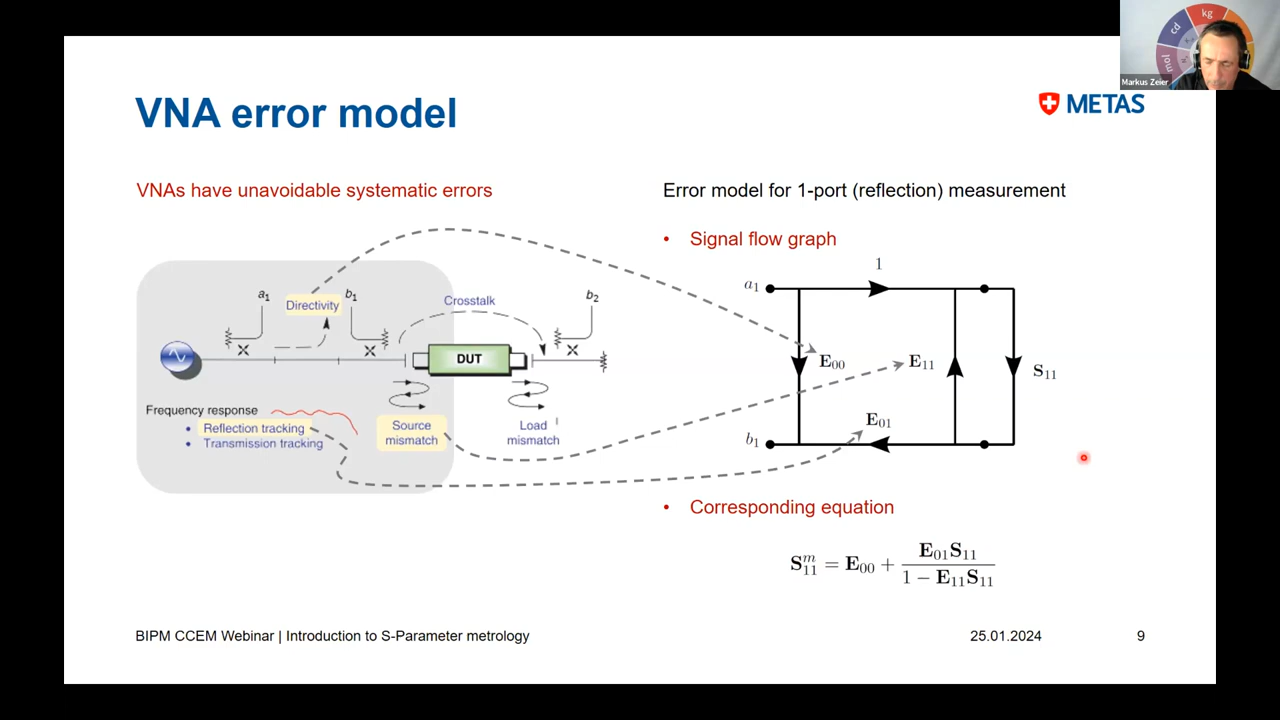 kg
cd
mol
Markus Zeier
VNA error model
METAS
VNAs have unavoidable systematic errors
Error model for 1-port (reflection) measurement
• Signal flow graph
a1
Directivity
b1
Crosstalk
b2
DUT
Frequency response
• Reflection tracking
• Transmission tracking
Source
mismatch
Load
mismatch
1
a₁
E₀₀
E₁₁
S₁₁
E₀₁
b₁
• Corresponding equation
S₁₁ᵐ = E₀₀ + E₀₁S₁₁ / (1 − E₁₁S₁₁)
BIPM CCEM Webinar | Introduction to S-Parameter metrology
25.01.2024
9